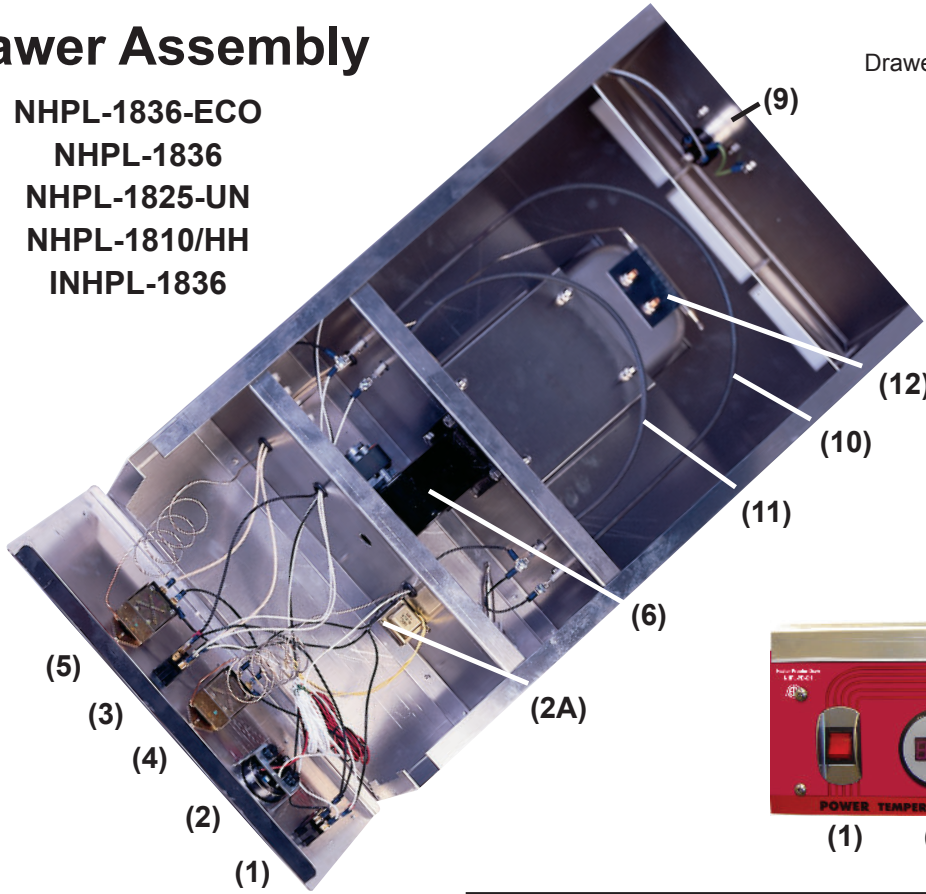 awer Assembly
Drawe
NHPL-1836-ECO
NHPL-1836
NHPL-1825-UN
NHPL-1810/HH
INHPL-1836
(9)
(12)
(10)
(11)
(6)
(2A)
(5)
(3)
(4)
(2)
(1)
POWER TEMPER
(1)
(